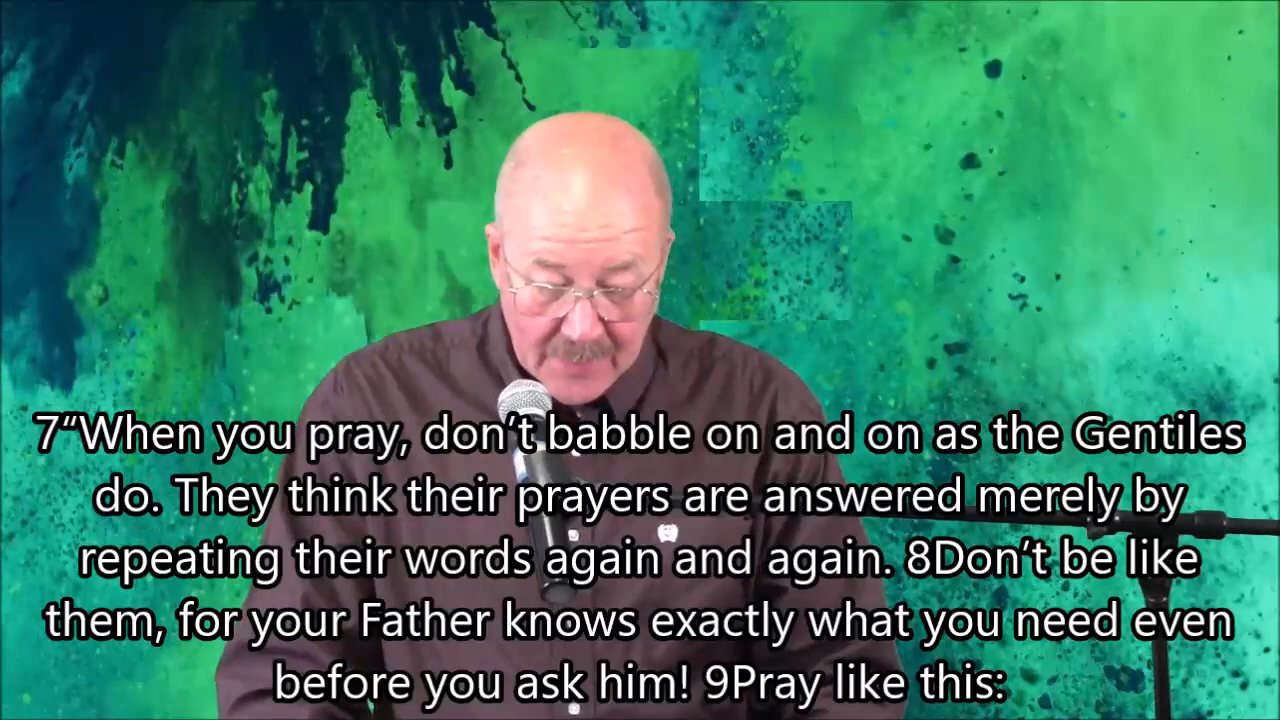 7“When you pray, don’t babble on and on as the Gentiles
do. They think their prayers are answered merely by
repeating their words again and again. 8Don’t be like
them, for your Father knows exactly what you need even
before you ask him! 9Pray like this: